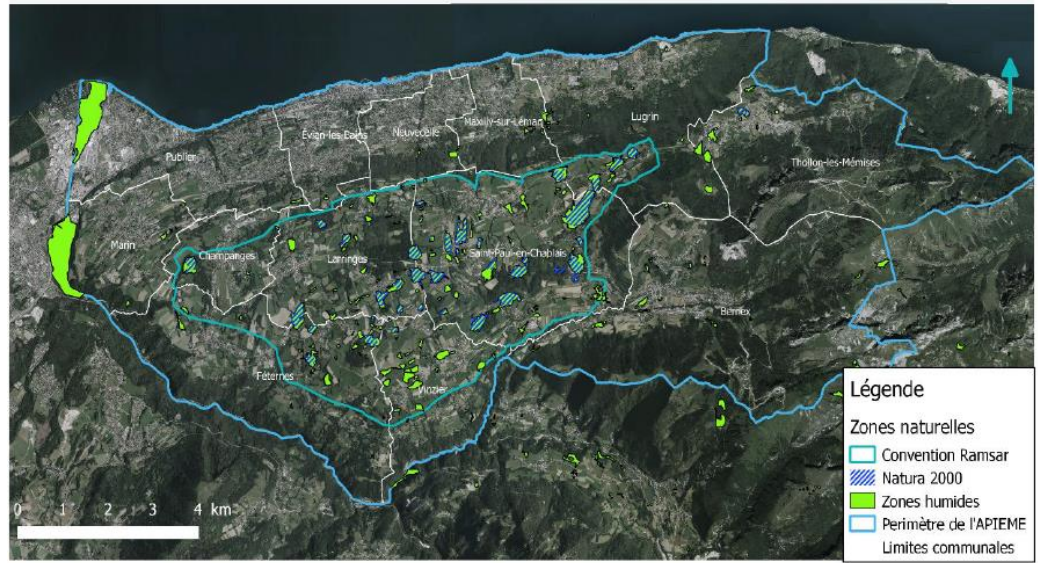 Lugrin
Maxilly-sur-Léman
Neuvecelle
Évian-les-Bains
Publier
Thollon-les-Mémises
Marin
Champanges
Larringes
Saint-Paul-en-Chablais
Bernex
Féternes
Vinzier
Légende
Zones naturelles
Convention Ramsar
Natura 2000
Zones humides
Perimètre de l'APIEME
Limites communales
0 1 2 4 km